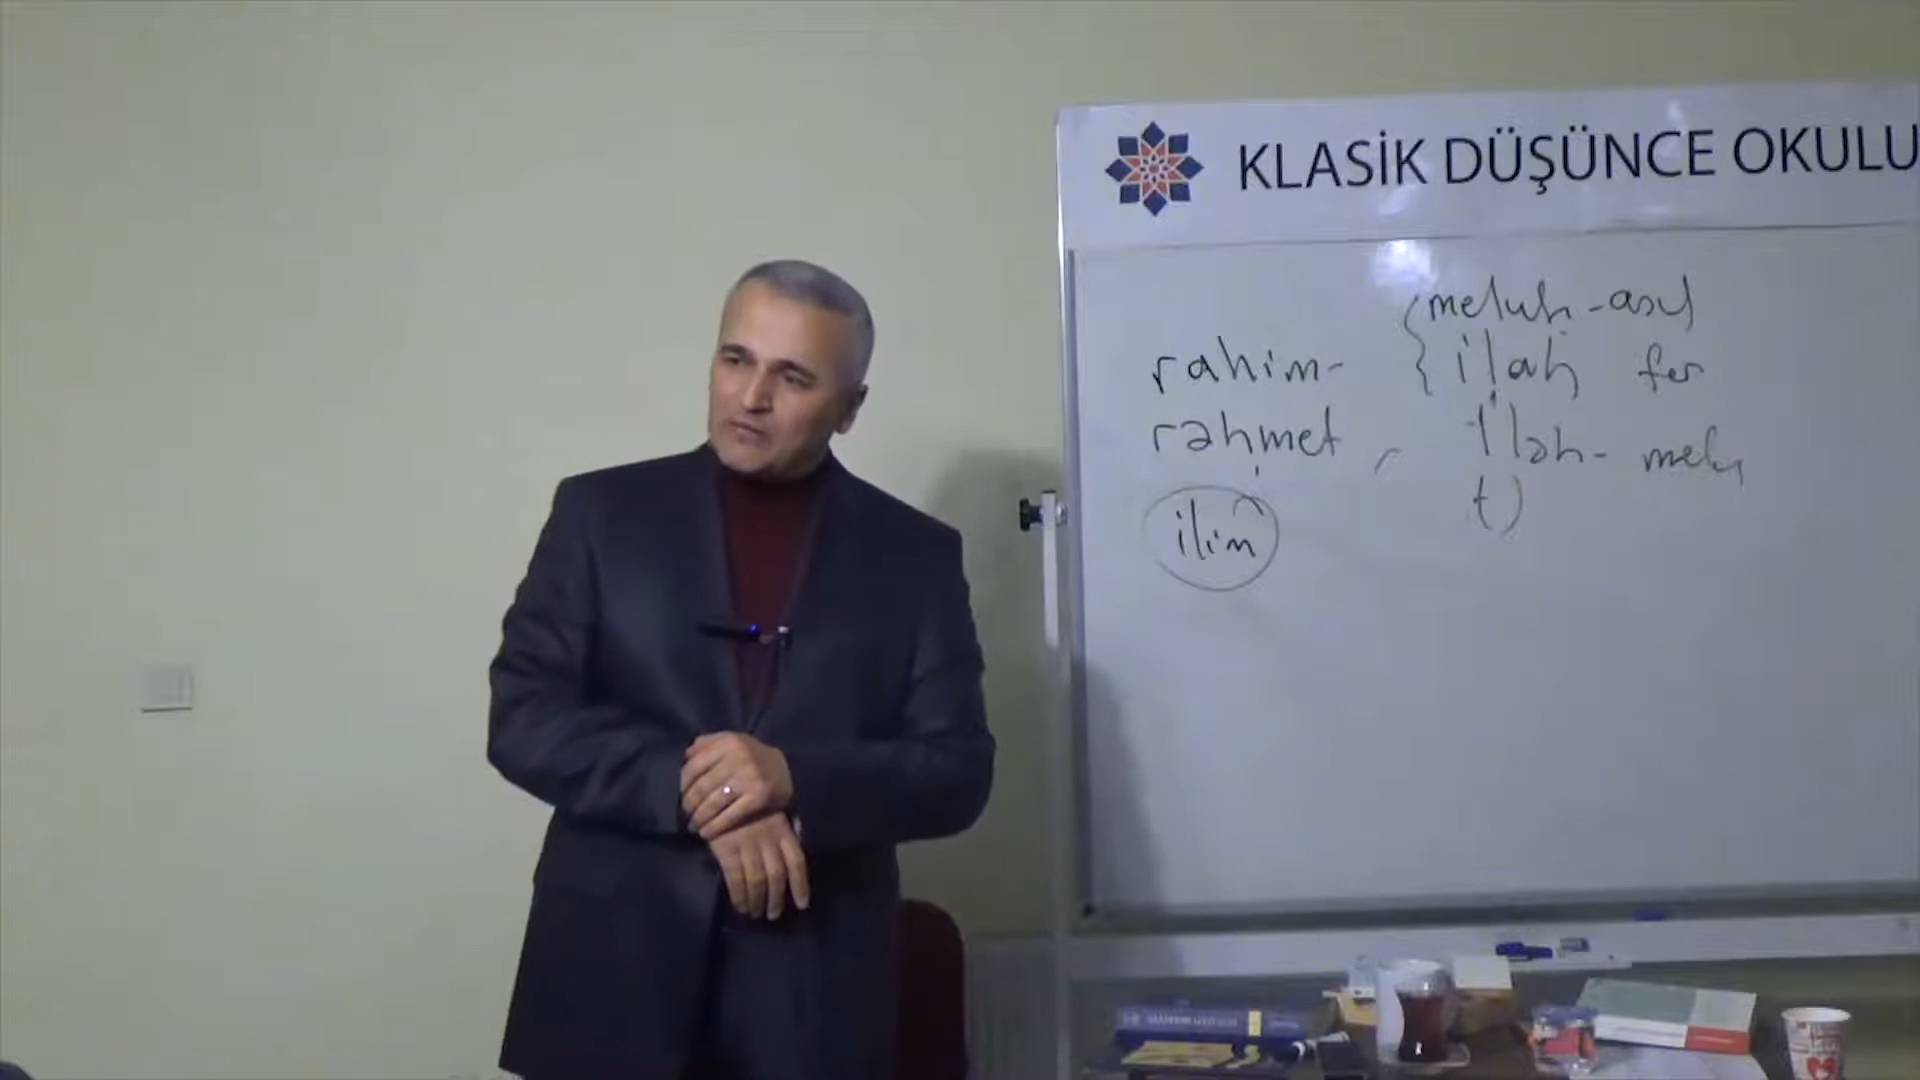 KLASİK DÜŞÜNCE OKULU
meluh - asıl
rahim- ilah fer
rahmet ilah- melu
ilim